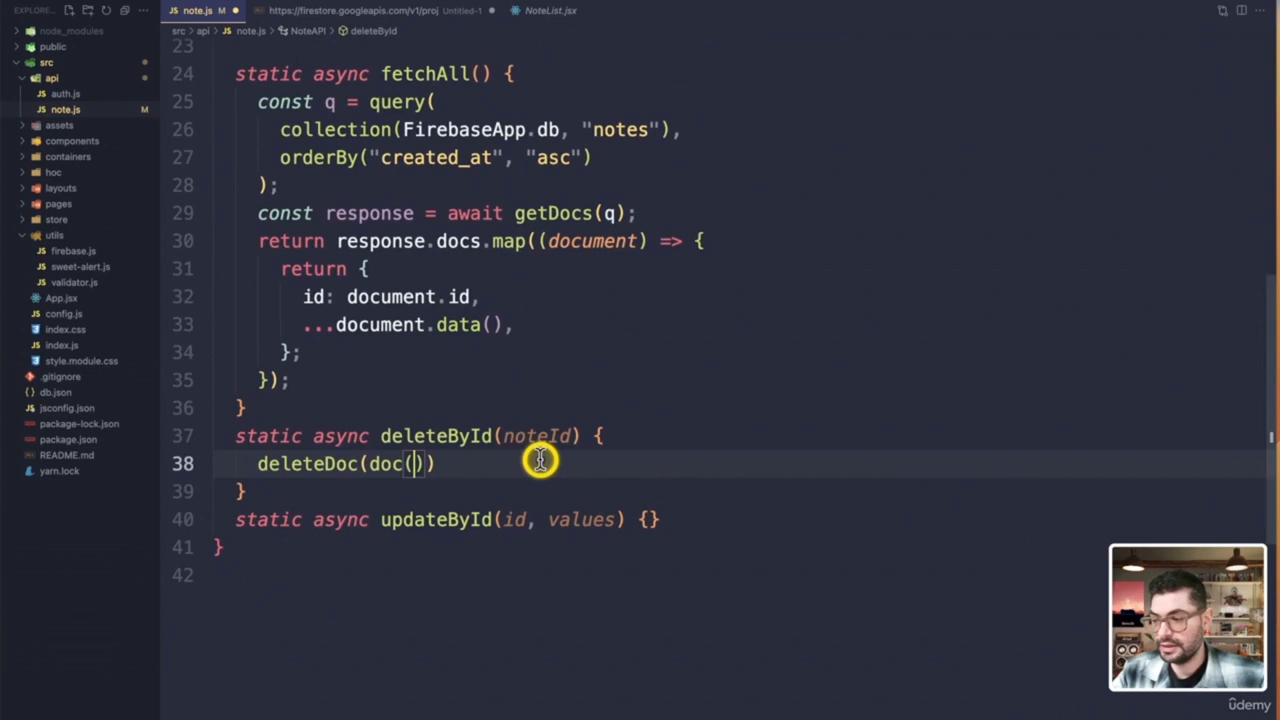 EXPLORE...
note.js M
https://firestore.googleapis.com/v1/proj Untitled-1
NoteList.jsx
node_modules
public
src
api
auth.js
note.js M
assets
components
containers
hoc
layouts
pages
store
utils
firebase.js
sweet-alert.js
validator.js
App.jsx
config.js
index.css
index.js
style.module.css
.gitignore
db.json
jsconfig.json
package-lock.json
package.json
README.md
yarn.lock
src > api > note.js > NoteAPI > deleteById
23
24 static async fetchAll() {
25 const q = query(
26 collection(FirebaseApp.db, "notes"),
27 orderBy("created_at", "asc")
28 );
29 const response = await getDocs(q);
30 return response.docs.map((document) => {
31 return {
32 id: document.id,
33 ...document.data(),
34 };
35 });
36 }
37 static async deleteById(noteId) {
38 deleteDoc(doc())
39 }
40 static async updateById(id, values) {}
41 }
42
ûdemy